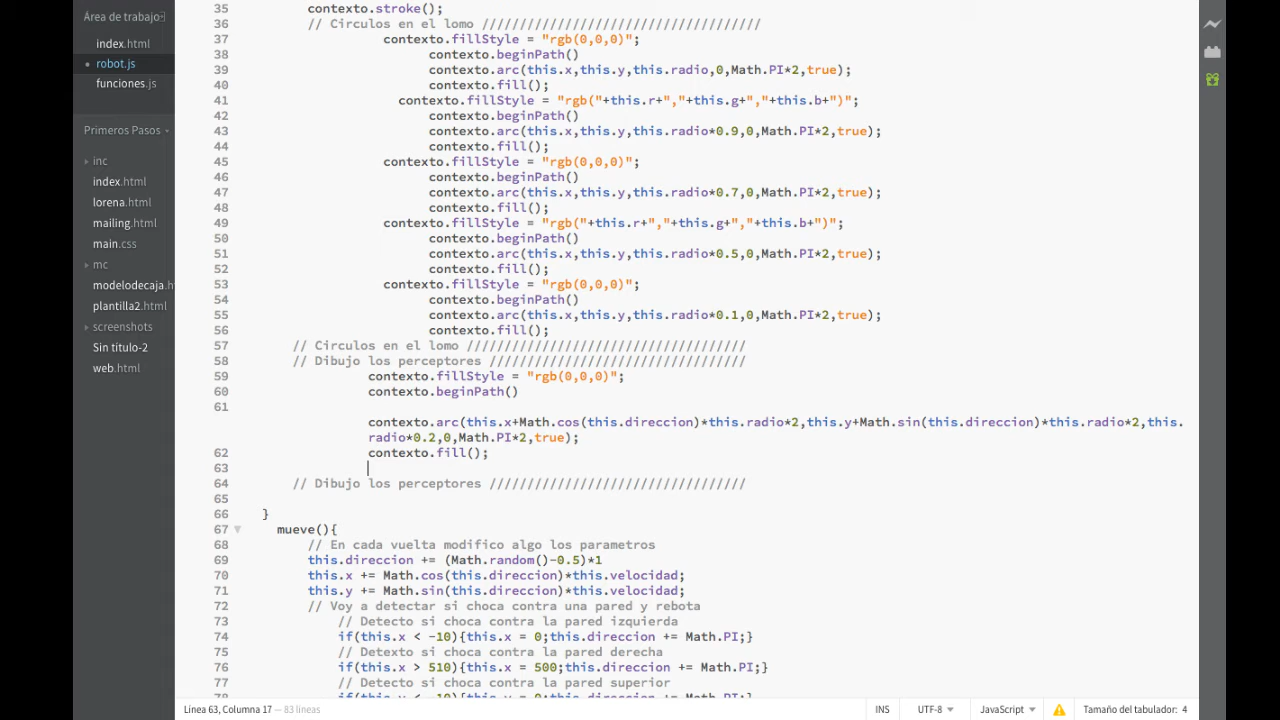 Área de trabajo
index.html
robot.js
funciones.js
Primeros Pasos
inc
index.html
lorena.html
mailing.html
main.css
mc
modelodecaja.h
plantilla2.html
screenshots
Sin titulo-2
web.html
35 contexto.stroke();
36 // Circulos en el lomo /////////////////////////////////////
37 contexto.fillStyle = "rgb(0,0,0)";
38 contexto.beginPath()
39 contexto.arc(this.x,this.y,this.radio,0,Math.PI*2,true);
40 contexto.fill();
41 contexto.fillStyle = "rgb("+this.r+","+this.g+","+this.b+")";
42 contexto.beginPath()
43 contexto.arc(this.x,this.y,this.radio*0.9,0,Math.PI*2,true);
44 contexto.fill();
45 contexto.fillStyle = "rgb(0,0,0)";
46 contexto.beginPath()
47 contexto.arc(this.x,this.y,this.radio*0.7,0,Math.PI*2,true);
48 contexto.fill();
49 contexto.fillStyle = "rgb("+this.r+","+this.g+","+this.b+")";
50 contexto.beginPath()
51 contexto.arc(this.x,this.y,this.radio*0.5,0,Math.PI*2,true);
52 contexto.fill();
53 contexto.fillStyle = "rgb(0,0,0)";
54 contexto.beginPath()
55 contexto.arc(this.x,this.y,this.radio*0.1,0,Math.PI*2,true);
56 contexto.fill();
57 // Circulos en el lomo /////////////////////////////////////
58 // Dibujo los perceptores //////////////////////////////////
59 contexto.fillStyle = "rgb(0,0,0)";
60 contexto.beginPath()
61
contexto.arc(this.x+Math.cos(this.direccion)*this.radio*2,this.y+Math.sin(this.direccion)*this.radio*2,this.
radio*0.2,0,Math.PI*2,true);
62 contexto.fill();
63
64 // Dibujo los perceptores //////////////////////////////////
65
66 }
67 mueve(){
68 // En cada vuelta modifico algo los parametros
69 this.direccion += (Math.random()-0.5)*1
70 this.x += Math.cos(this.direccion)*this.velocidad;
71 this.y += Math.sin(this.direccion)*this.velocidad;
72 // Voy a detectar si choca contra una pared y rebota
73 // Detecto si choca contra la pared izquierda
74 if(this.x < -10){this.x = 0;this.direccion += Math.PI;}
75 // Detexto si choca contra la pared derecha
76 if(this.x > 510){this.x = 500;this.direccion += Math.PI;}
77 // Detecto si choca contra la pared superior
78 if(this.y < -10){this.y = 0;this.direccion += Math.PI;}
Línea 63, Columna 17 — 83 líneas
INS
UTF-8
JavaScript
Tamaño del tabulador: 4